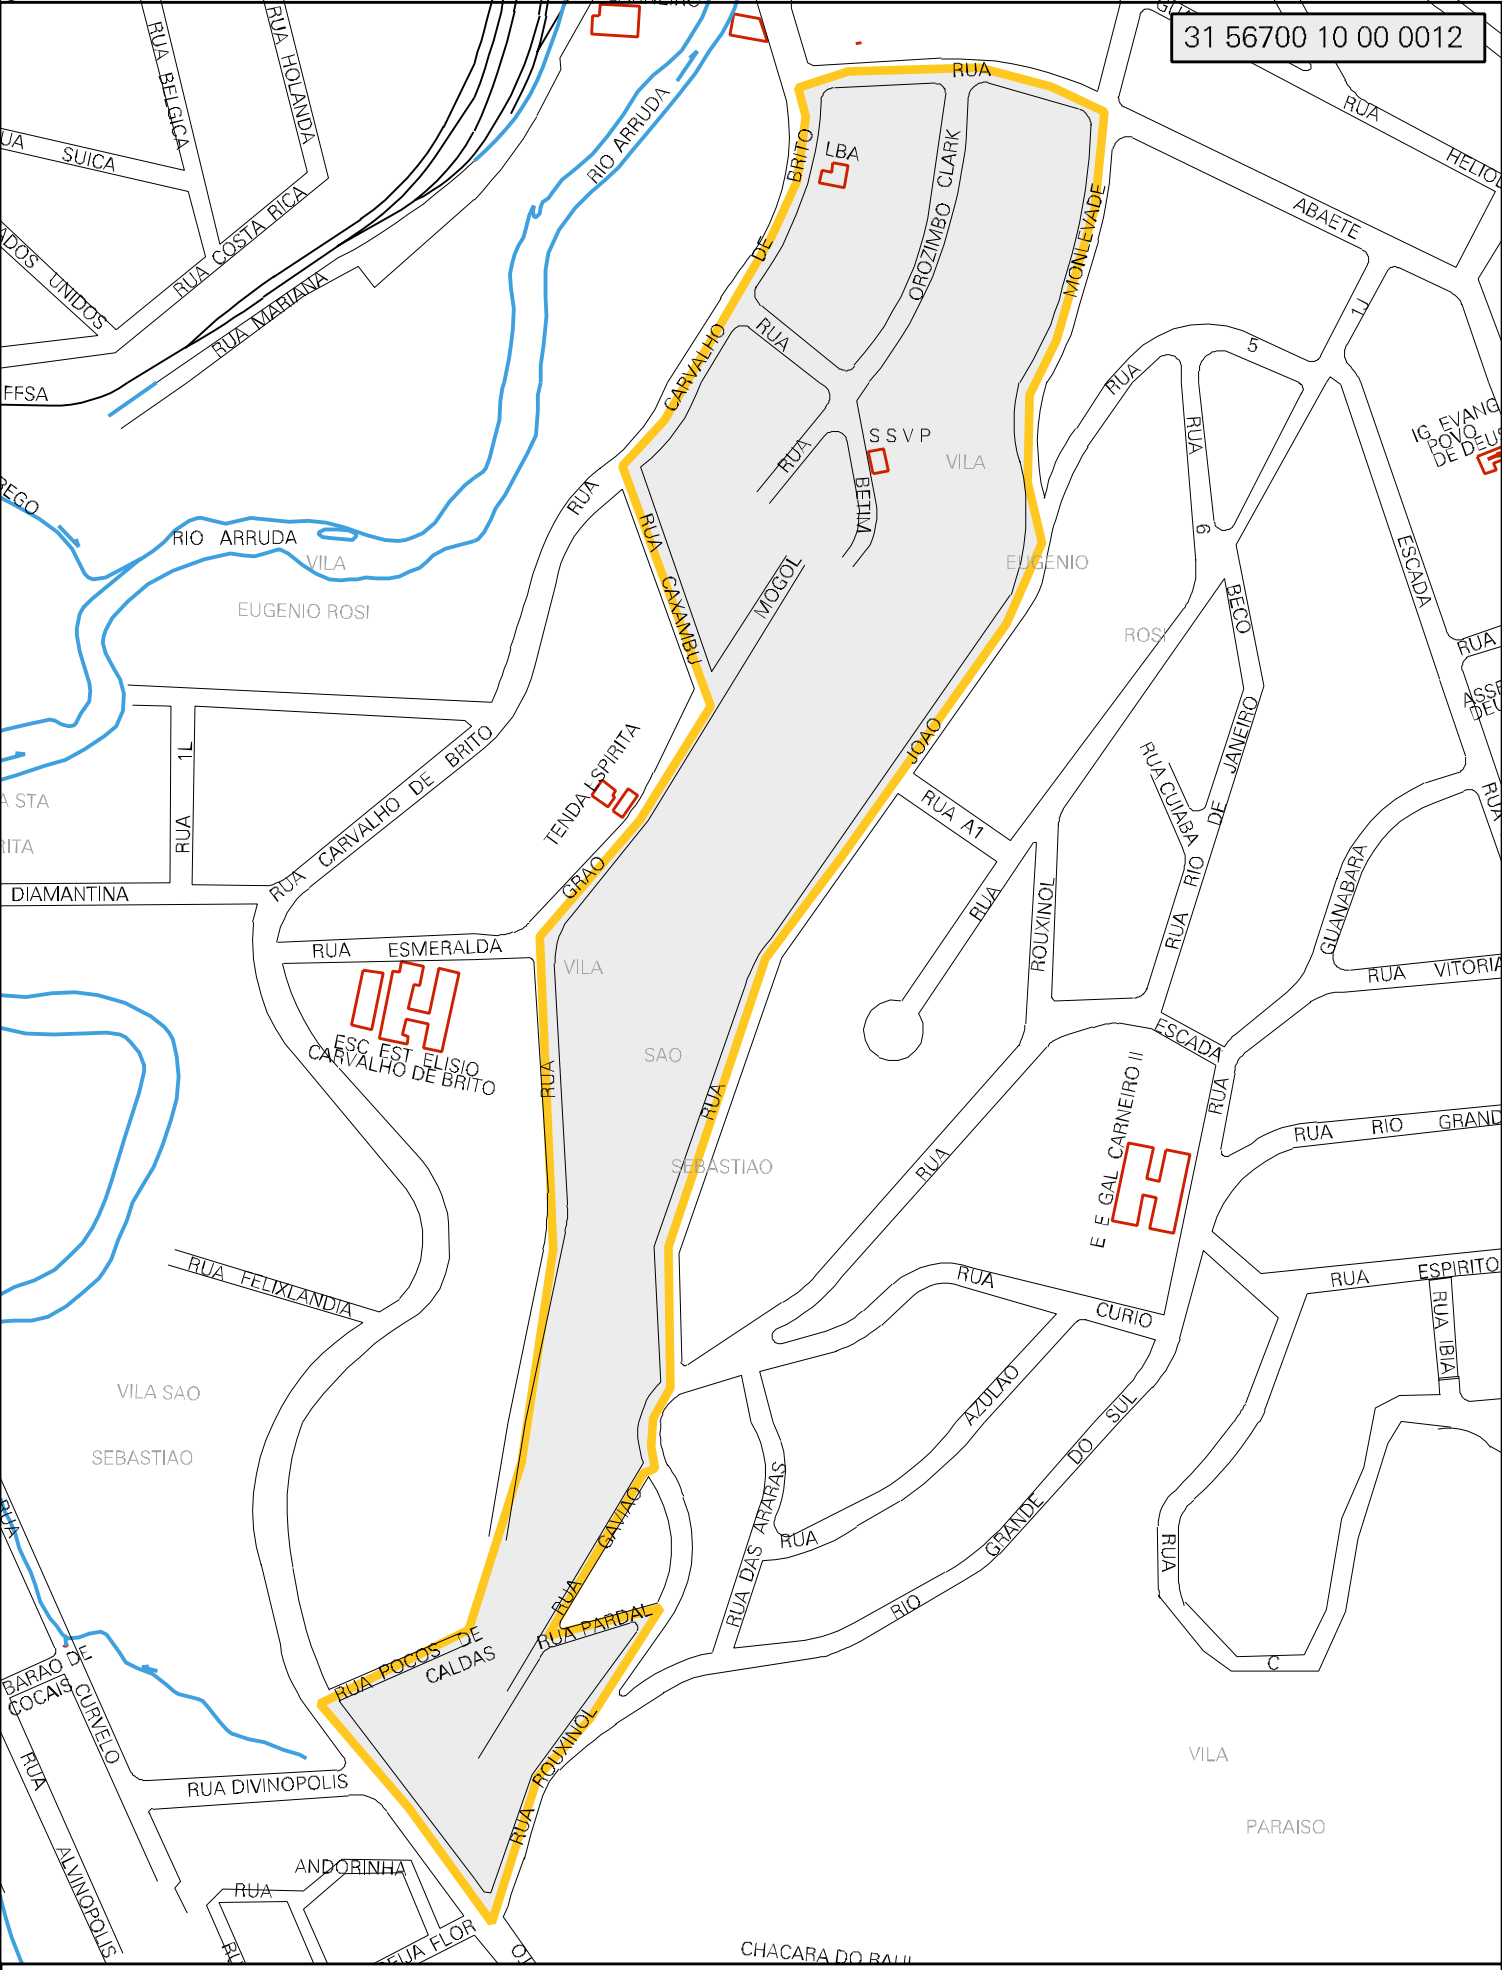 31 56700 10 00 0012
RUA BELGICA
RUA HOLANDA
SUICA
RUA COSTA RICA
UNIDOS
RUA MARIANA
FFSA
RIO ARRUDA
RUA
BRITO
DE
CARVALHO
RUA
LBA
OROZIMBO CLARK
MONLEVADE
RUA
HELIO
ABAETE
1J
5
RUA
RUA
6
IG EVANG
POVO
DE DEUS
RUA
RUA
S S V P
BETIM
VILA
EUGENIO
ROSI
RIO ARRUDA
VILA
EUGENIO ROSI
RUA
CAXAMBU
MOGOL
ESCADA
BECO
RUA
RUA
JOAO
RUA A1
RUA CUIABA
RUA RIO DE JANEIRO
RUA
ROUXINOL
GUANABARA
RUA VITORIA
TENDA ESPIRITA
RUA CARVALHO DE BRITO
RUA 1L
DIAMANTINA
GRAO
RUA ESMERALDA
ESC EST ELISIO
CARVALHO DE BRITO
RUA
VILA
SAO
SEBASTIAO
RUA
ESCADA
RUA
RUA
E E GAL CARNEIRO II
RUA RIO GRAND
RUA ESPIRITO
RUA IBIA
RUA
CURIO
AZULAO
RUA
RUA DAS ARARAS
RIO GRANDE DO SUL
RUA
C
RUA FELIXLANDIA
VILA SAO
SEBASTIAO
RUA
GAVIAO
RUA PARDAL
RUA POCOS DE
CALDAS
RUA ROUXINOL
BARAO DE
COCAIS
CURVELO
RUA
ALVINOPOLIS
RUA DIVINOPOLIS
ANDORINHA
RUA
FLOR
VILA
PARAISO
CHACARA DO